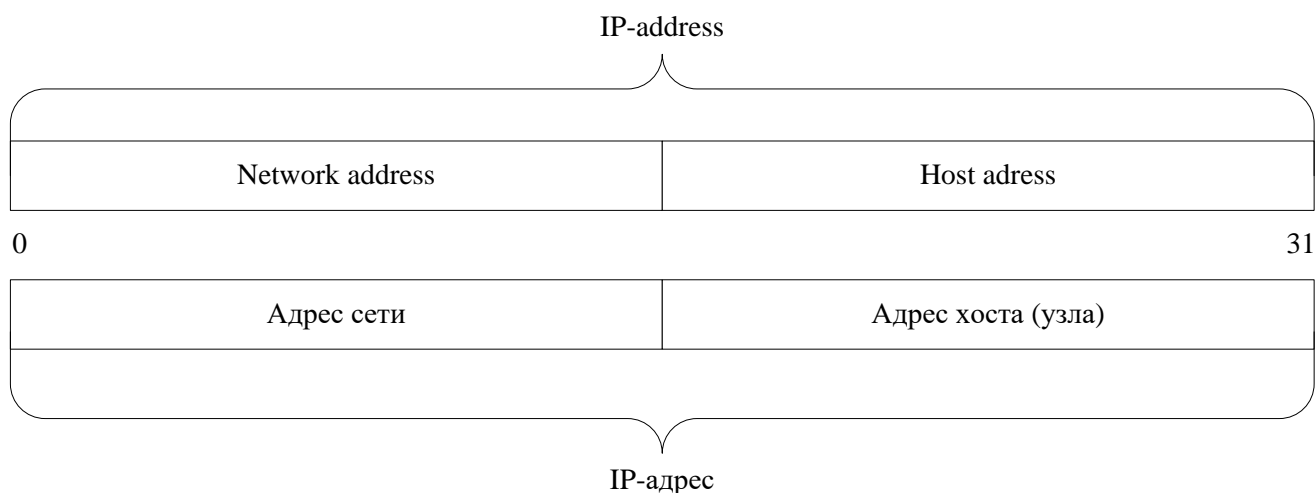 IP-address
Network address Host adress
0 31
Адрес сети Адрес хоста (узла)
IP-адрес